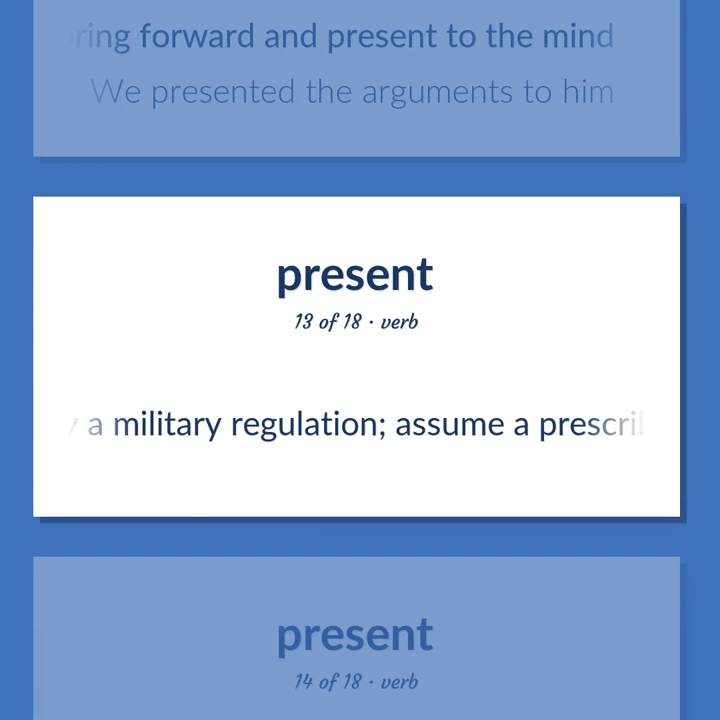 forward and present to the mind
We presented the arguments to him
present
13 of 18 · verb
a military regulation; assume a
present
14 of 18 · verb